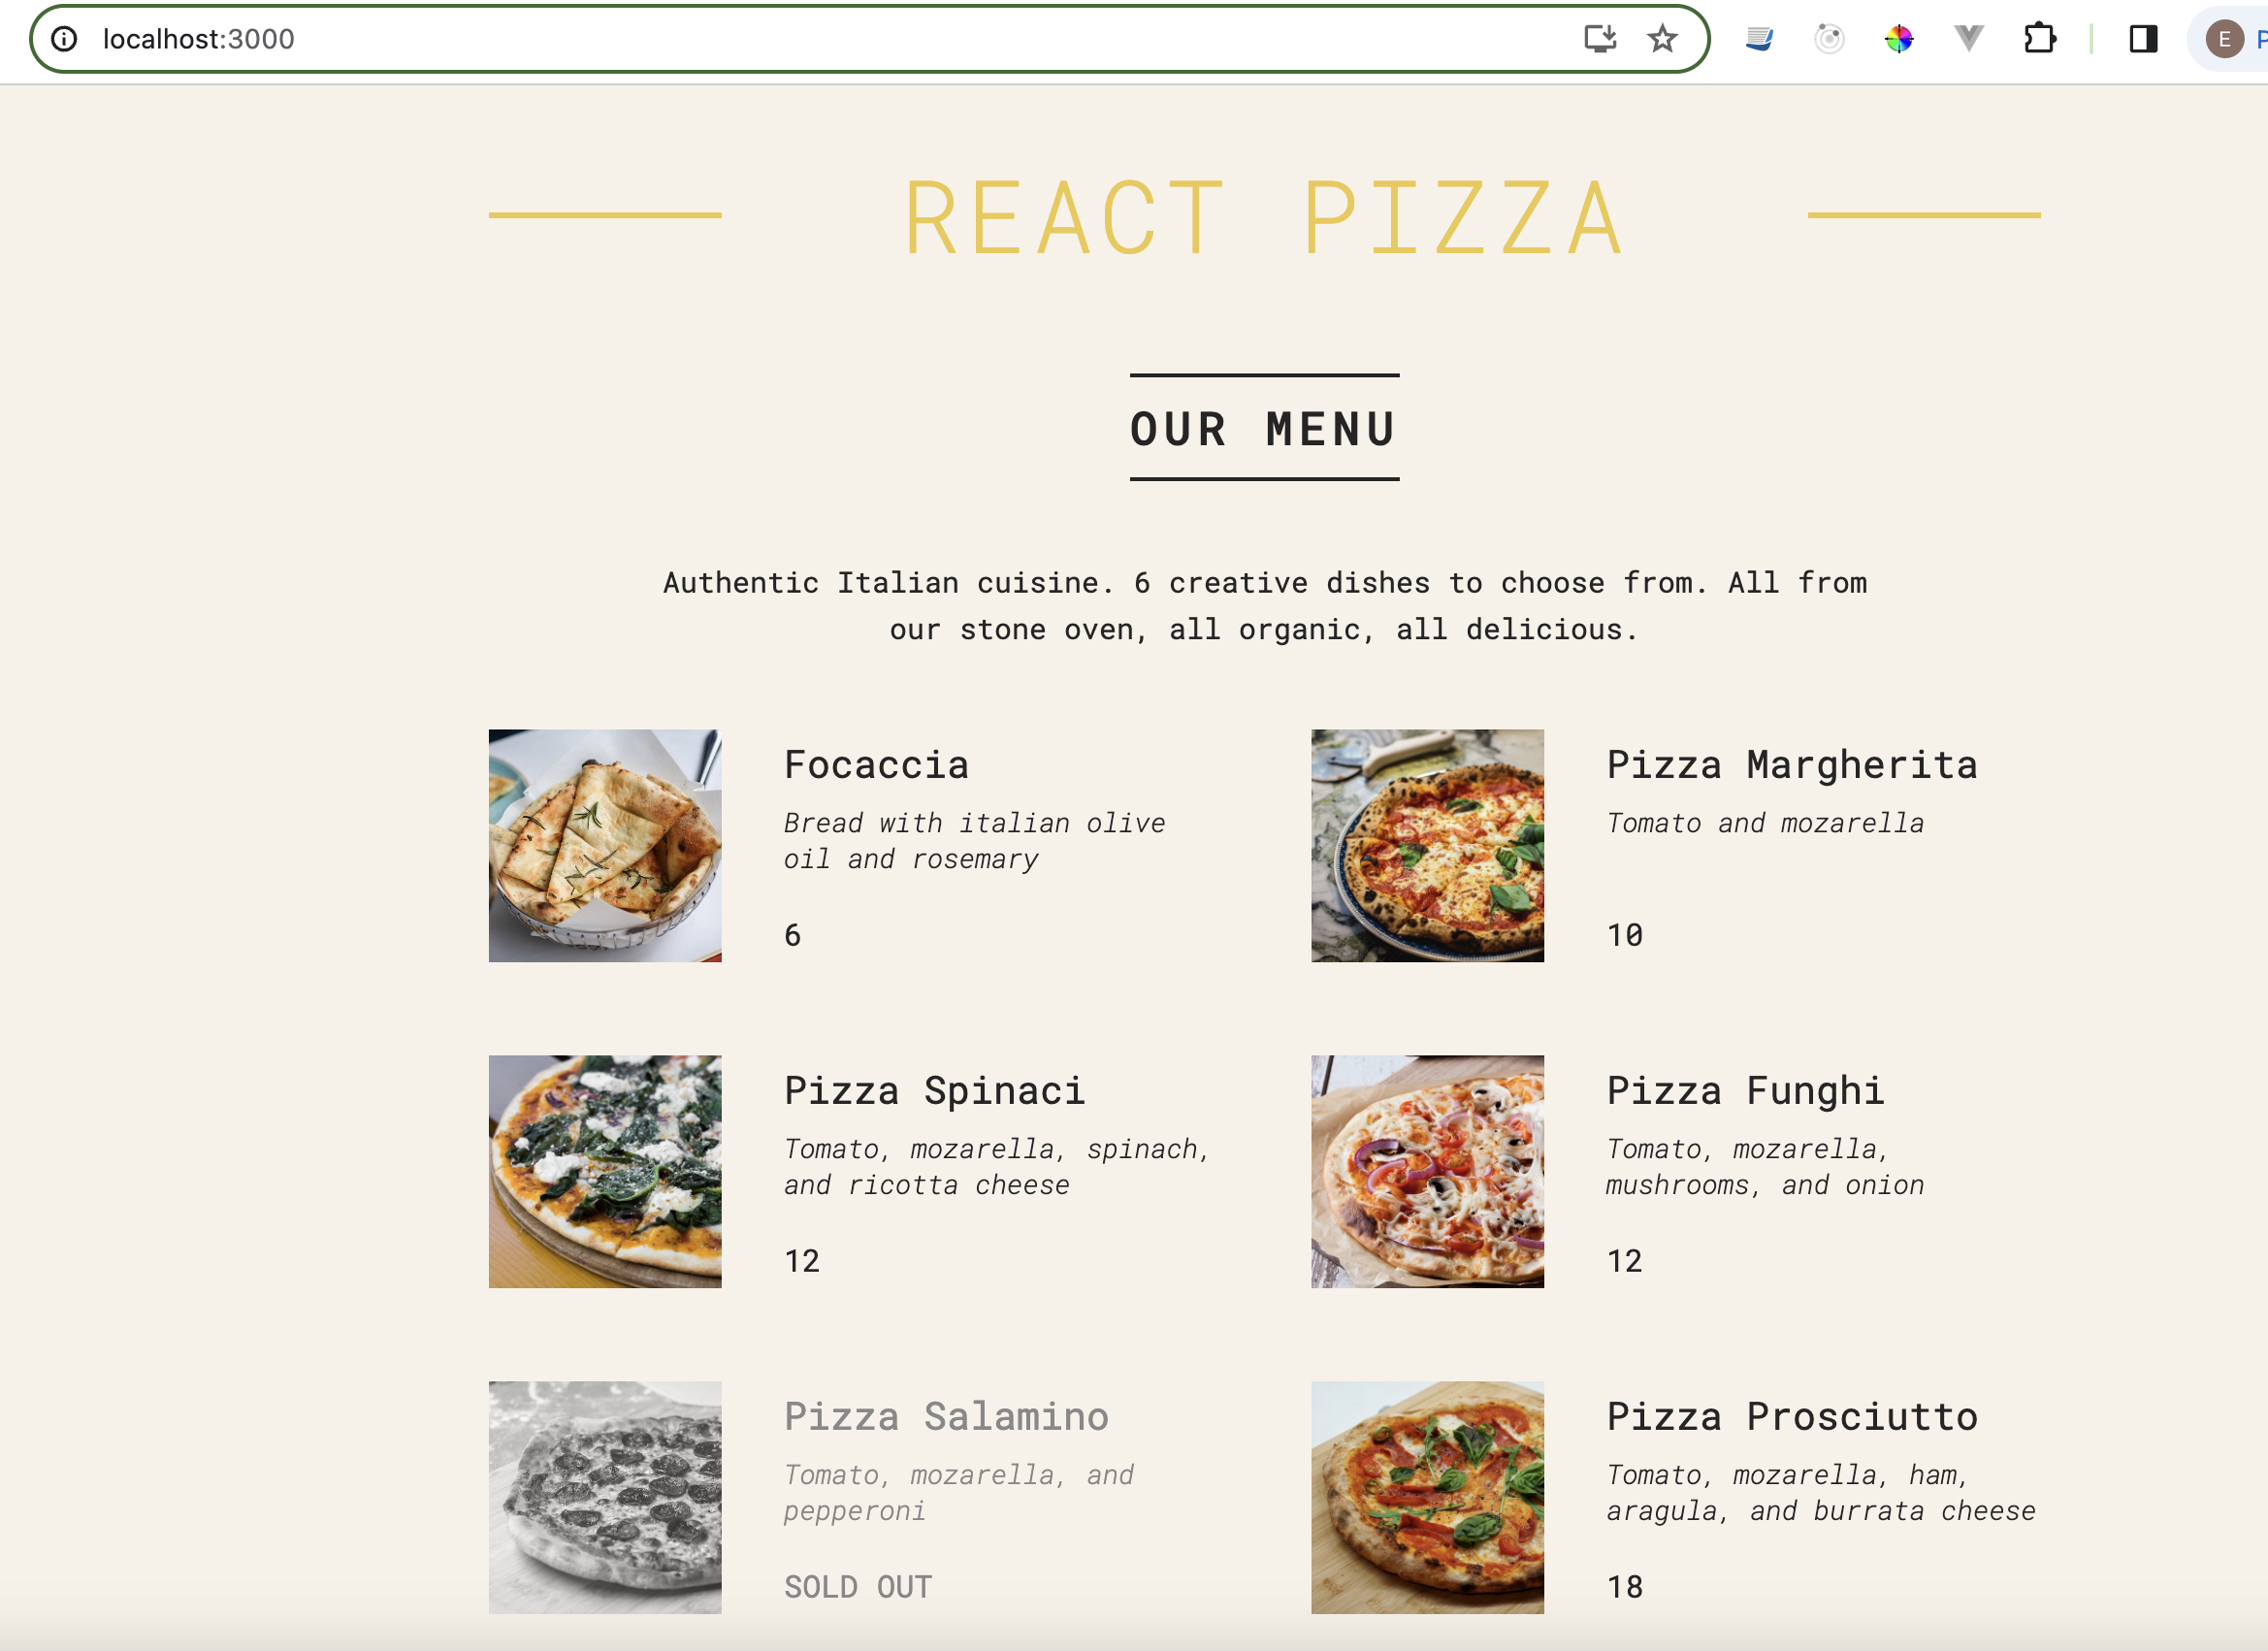 localhost:3000
E
REACT PIZZA
OUR MENU
Authentic Italian cuisine. 6 creative dishes to choose from. All from
our stone oven, all organic, all delicious.
Focaccia
Bread with italian olive
oil and rosemary
6
Pizza Margherita
Tomato and mozarella
10
Pizza Spinaci
Tomato, mozarella, spinach,
and ricotta cheese
12
Pizza Funghi
Tomato, mozarella,
mushrooms, and onion
12
Pizza Salamino
Tomato, mozarella, and
pepperoni
SOLD OUT
Pizza Prosciutto
Tomato, mozarella, ham,
aragula, and burrata cheese
18